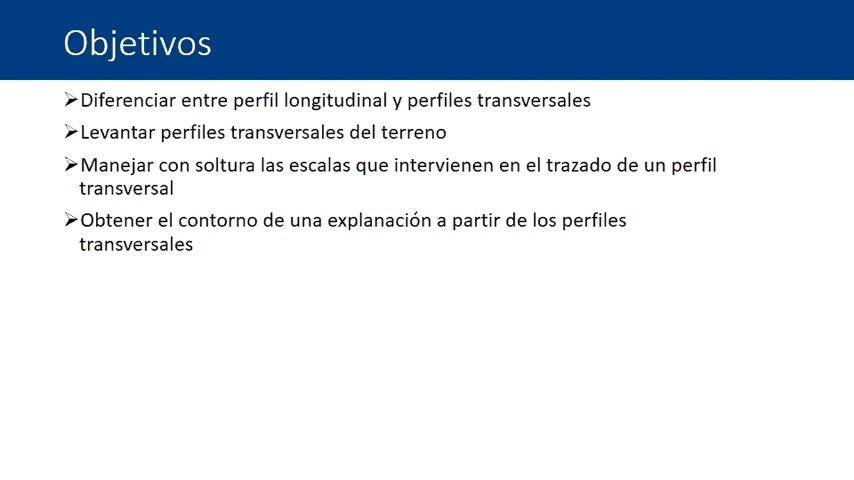 Objetivos
➢Diferenciar entre perfil longitudinal y perfiles transversales
➢Levantar perfiles transversales del terreno
➢Manejar con soltura las escalas que intervienen en el trazado de un perfil
transversal
➢Obtener el contorno de una explanación a partir de los perfiles
transversales